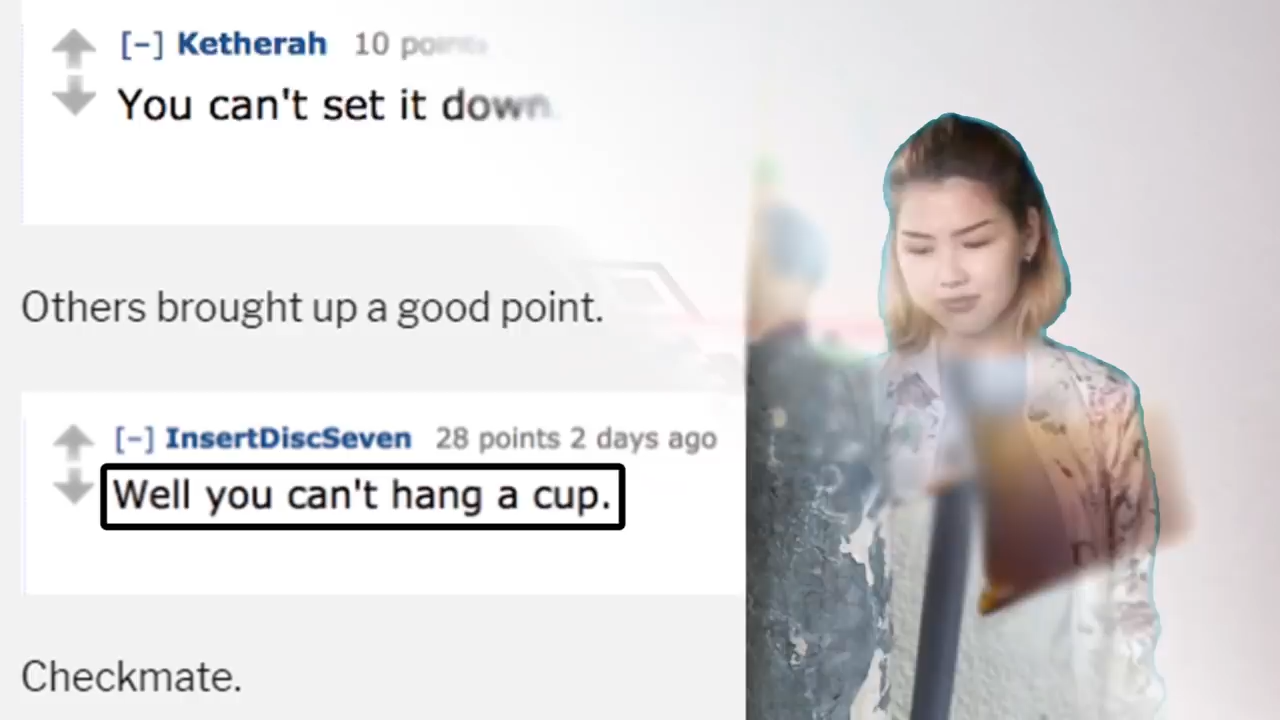 [–] Ketherah 10 points
You can't set it down.
Others brought up a good point.
[–] InsertDiscSeven 28 points 2 days ago
Well you can't hang a cup.
Checkmate.